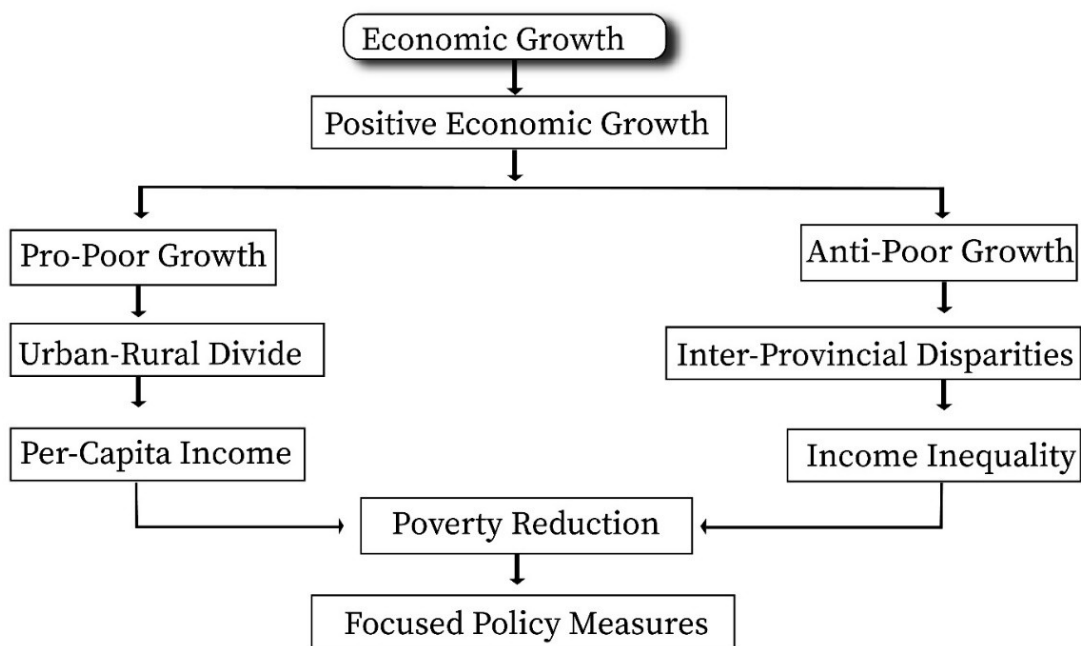 Economic Growth
Positive Economic Growth
Pro-Poor Growth
Anti-Poor Growth
Urban-Rural Divide
Inter-Provincial Disparities
Per-Capita Income
Income Inequality
Poverty Reduction
Focused Policy Measures